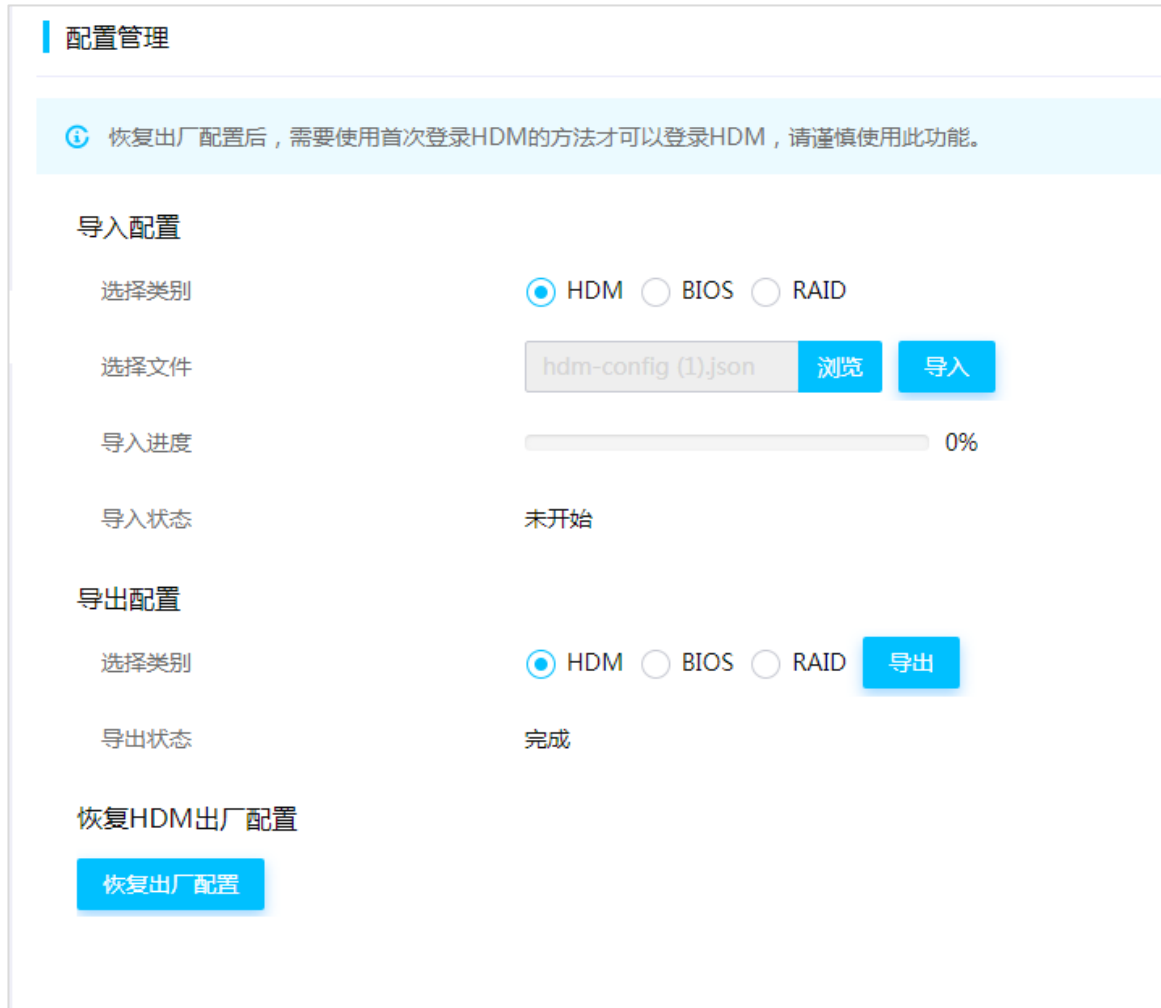 配置管理
恢复出厂配置后，需要使用首次登录HDM的方法才可以登录HDM，请谨慎使用此功能。
导入配置
选择类别 HDM BIOS RAID
选择文件 hdm-config (1).json 浏览 导入
导入进度 0%
导入状态 未开始
导出配置
选择类别 HDM BIOS RAID 导出
导出状态 完成
恢复HDM出厂配置
恢复出厂配置